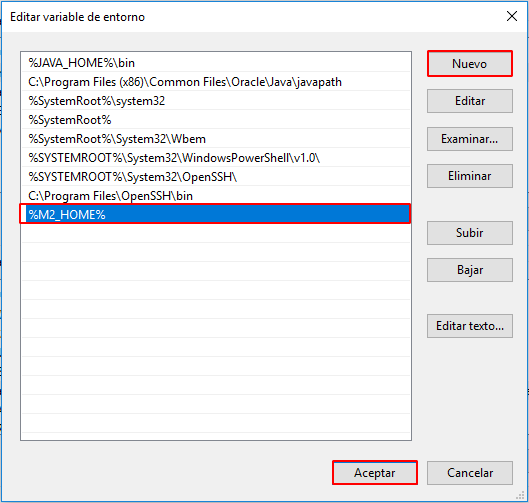 Editar variable de entorno
%JAVA_HOME%\bin
C:\Program Files (x86)\Common Files\Oracle\Java\javapath
%SystemRoot%\system32
%SystemRoot%
%SystemRoot%\System32\Wbem
%SYSTEMROOT%\System32\WindowsPowerShell\v1.0\
%SYSTEMROOT%\System32\OpenSSH\
C:\Program Files\OpenSSH\bin
%M2_HOME%
Nuevo
Editar
Examinar...
Eliminar
Subir
Bajar
Editar texto...
Aceptar
Cancelar